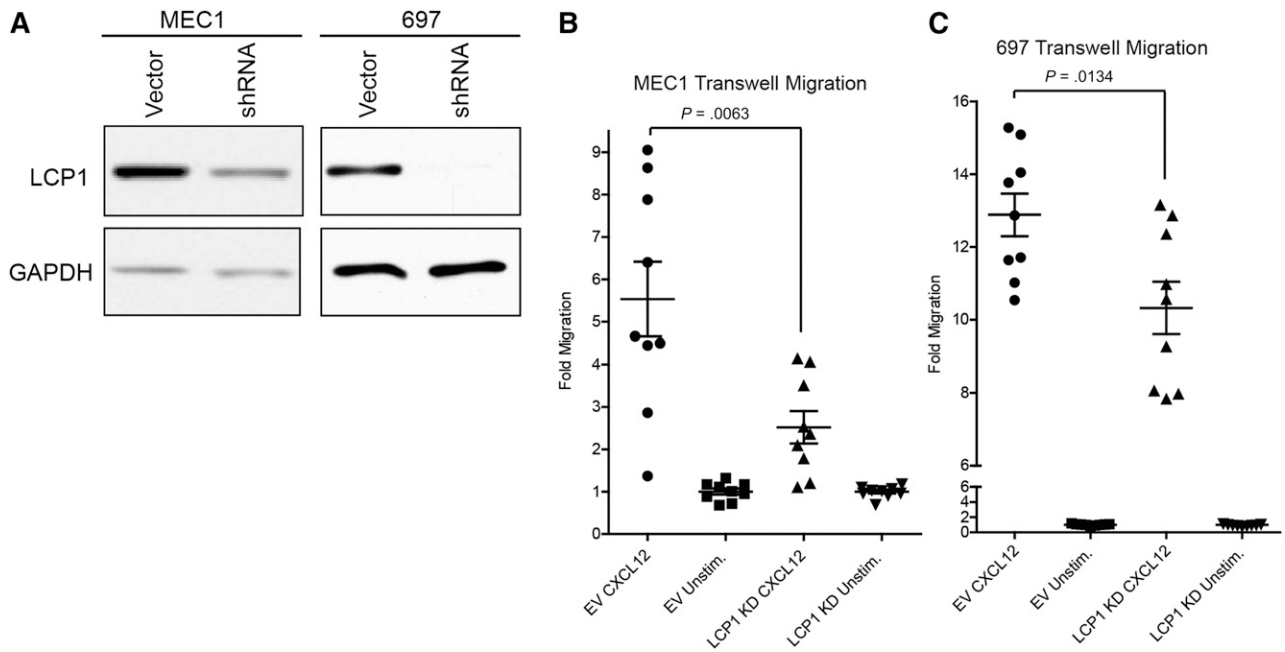 A
MEC1
697
Vector
shRNA
Vector
shRNA
LCP1
GAPDH
B
MEC1 Transwell Migration
P = .0063
Fold Migration
9
8
7
6
5
4
3
2
1
0
EV CXCL12
EV Unstim.
LCP1 KD CXCL12
LCP1 KD Unstim.
C
697 Transwell Migration
P = .0134
Fold Migration
16
14
12
10
8
6
6
4
2
0
EV CXCL12
EV Unstim.
LCP1 KD CXCL12
LCP1 KD Unstim.